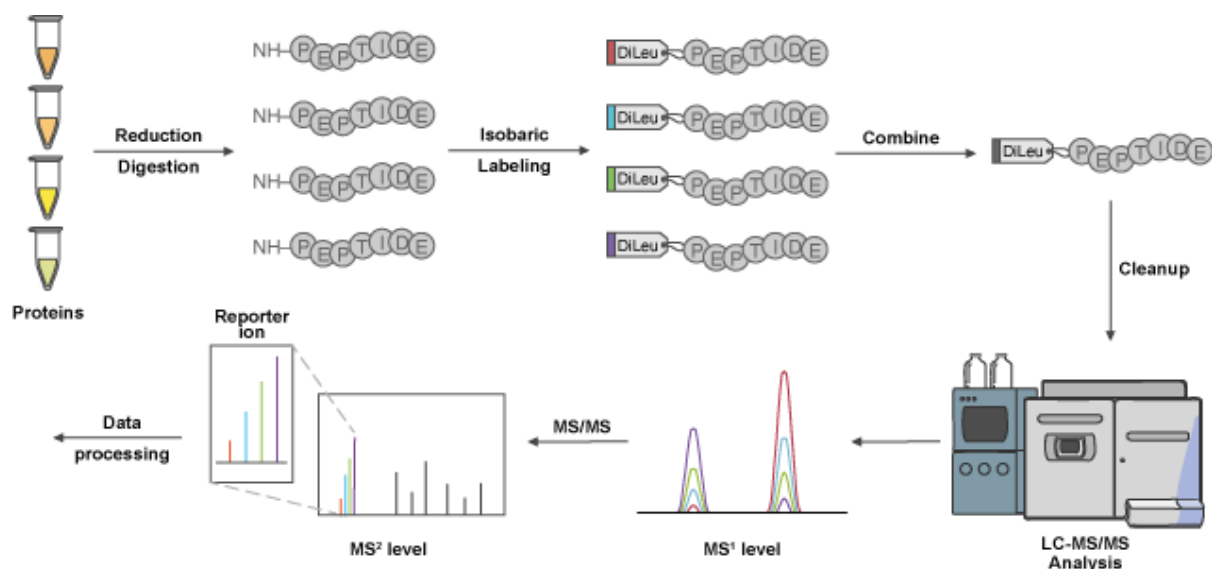 NH-PEPTIDE
DiLeu PEPTIDE
NH-PEPTIDE
DiLeu PEPTIDE
Reduction
Digestion
Isobaric
Labeling
Combine
DiLeu PEPTIDE
NH-PEPTIDE
DiLeu PEPTIDE
NH-PEPTIDE
DiLeu PEPTIDE
Cleanup
Proteins
Reporter
ion
Data
processing
MS/MS
MS² level
MS¹ level
LC-MS/MS
Analysis